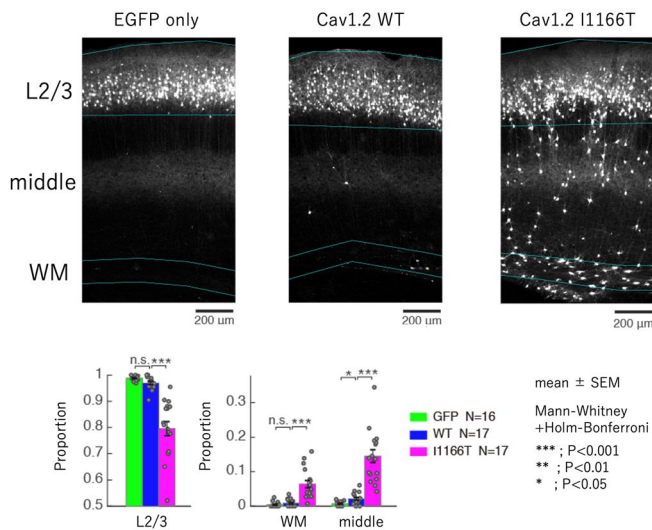 EGFP only
Cav1.2 WT
Cav1.2 I1166T
L2/3
middle
WM
200 um
200 um
200 µm
n.s. ***
n.s. ***
* ***
Proportion
1
0.9
0.8
0.7
0.6
0.5
L2/3
Proportion
0.3
0.2
0.1
0
WM
middle
GFP N=16
WT N=17
I1166T N=17
mean ± SEM
Mann-Whitney
+Holm-Bonferroni
*** ; P<0.001
** ; P<0.01
* ; P<0.05